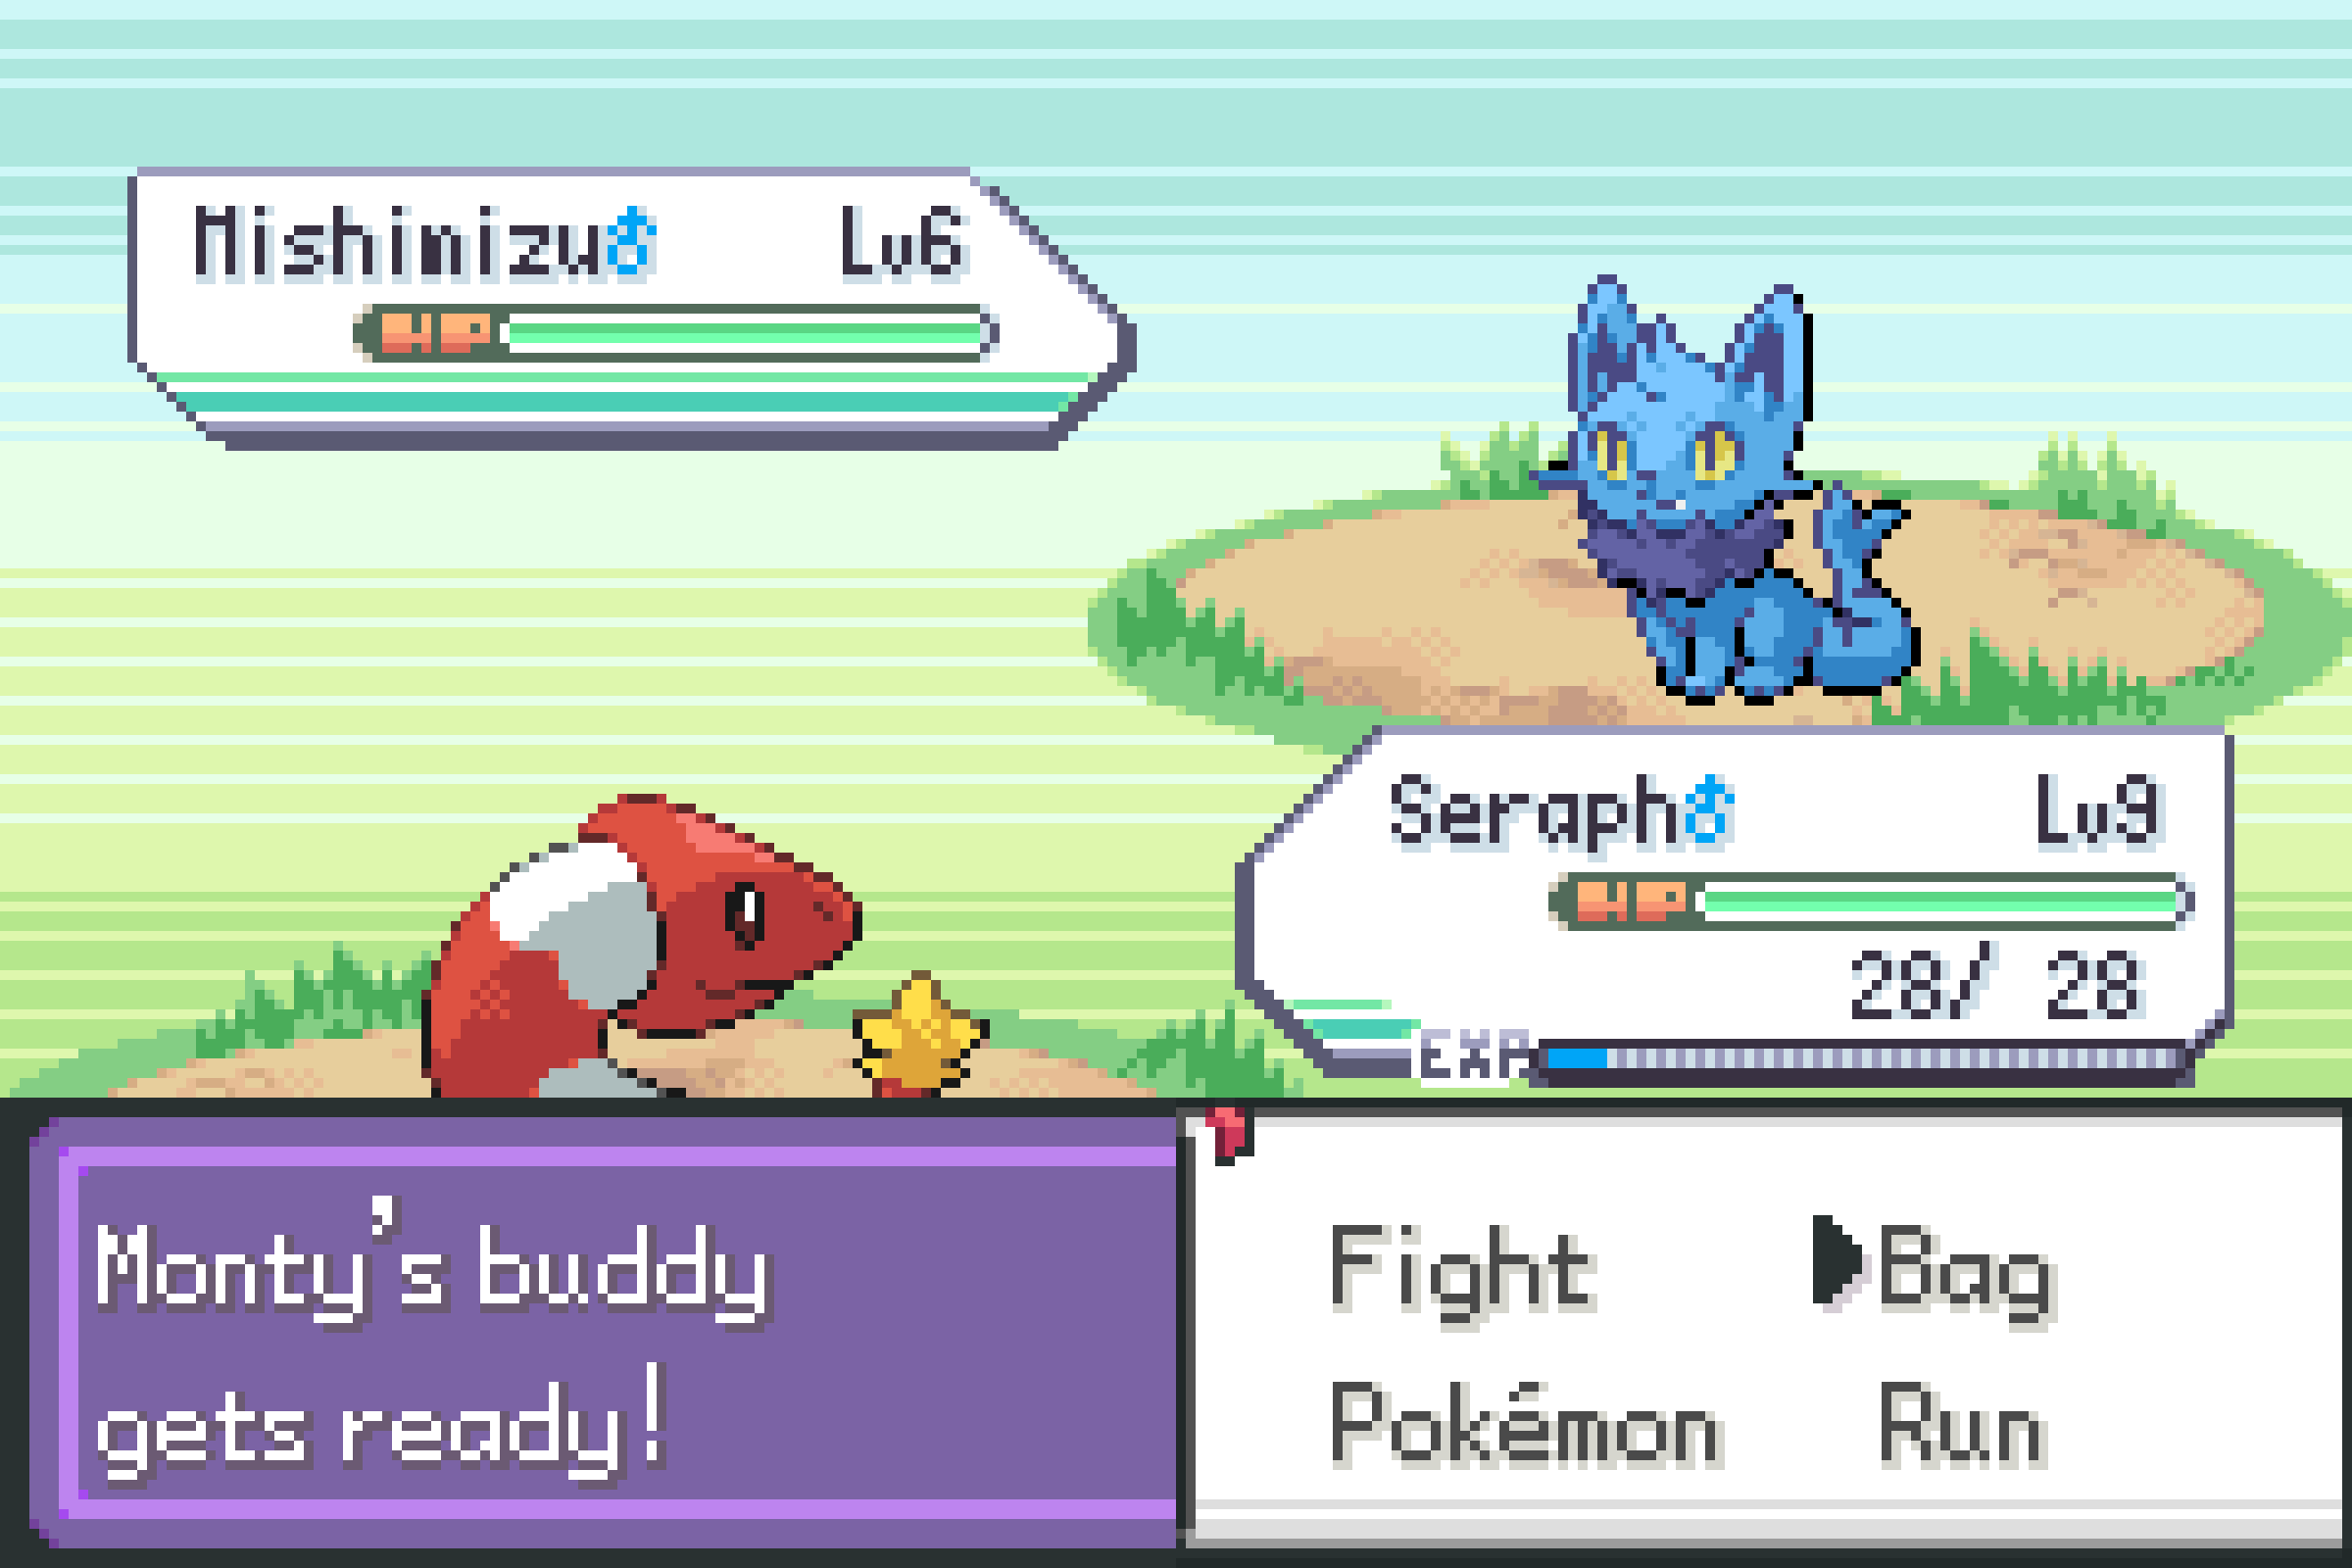 Mishimizu♂ Lv6
HP
Seraph♂ Lv9
HP
28/ 28
EXP
Monty's buddy
gets ready!
Fight Bag
Pokémon Run